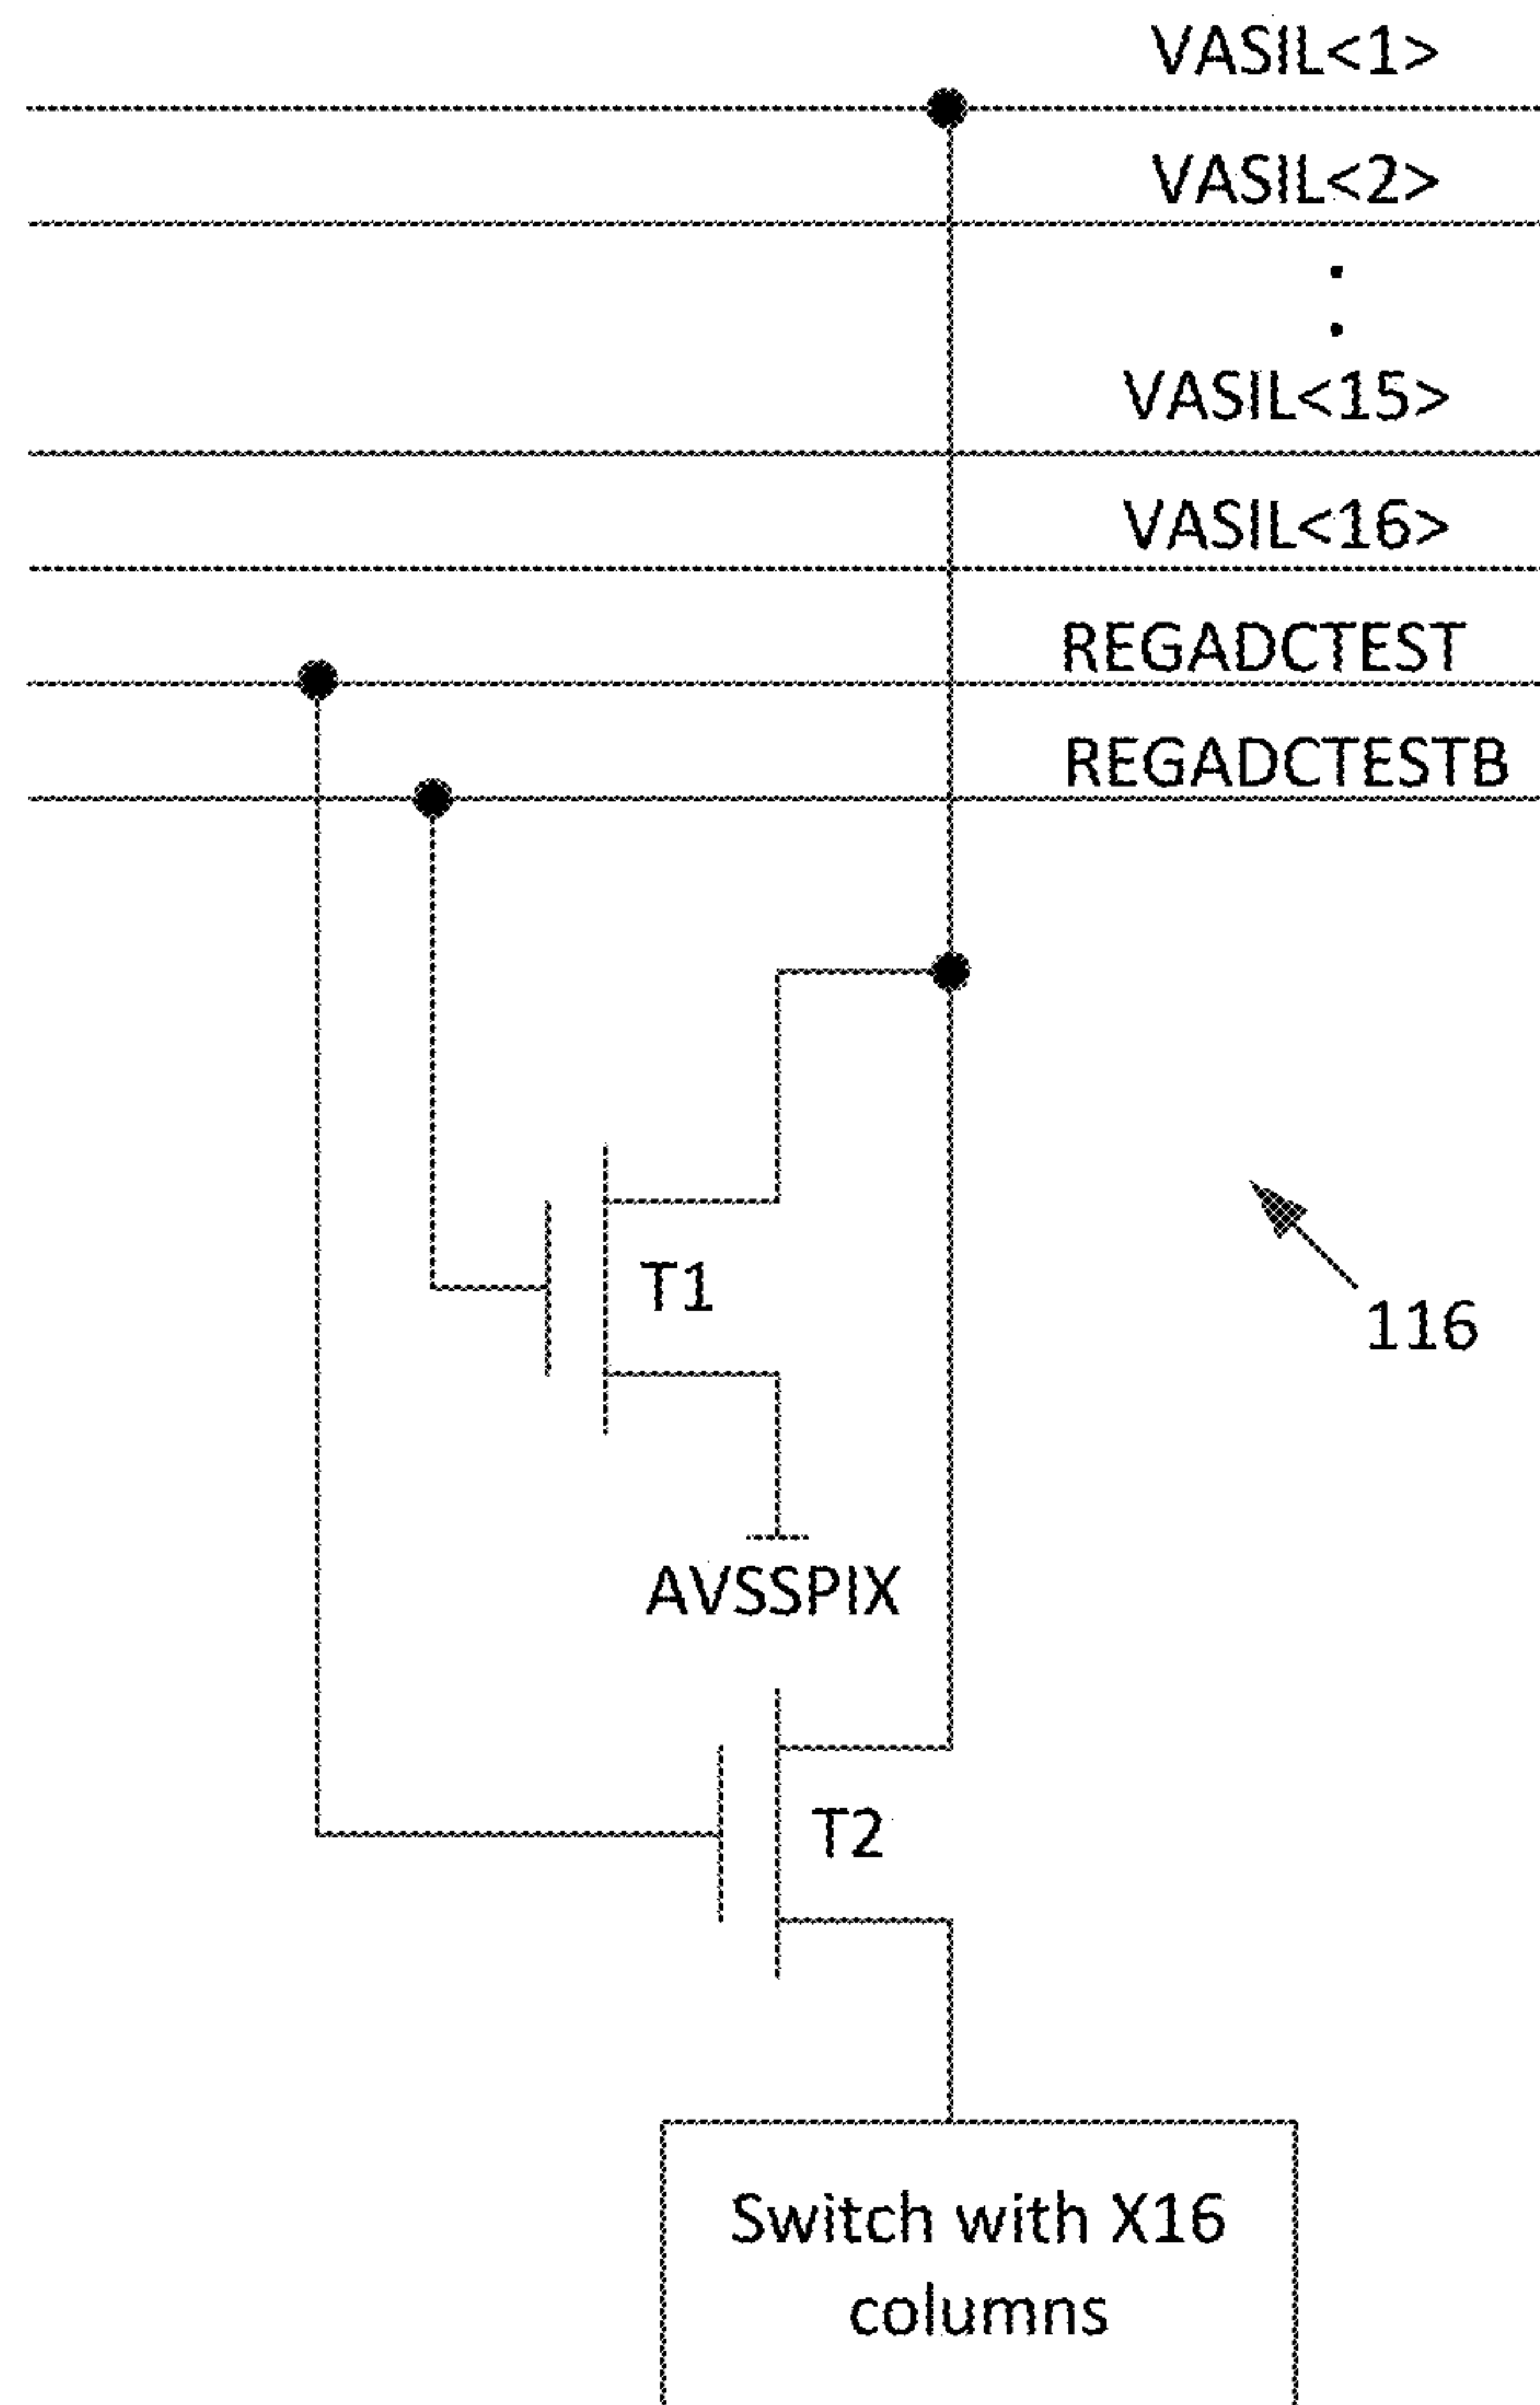 VASIL<1>
VASIL<2>
VASIL<15>
VASIL<16>
REGADCTEST
REGADCTESTB
T1
116
AVSSPIX
T2
Switch with X16
columns